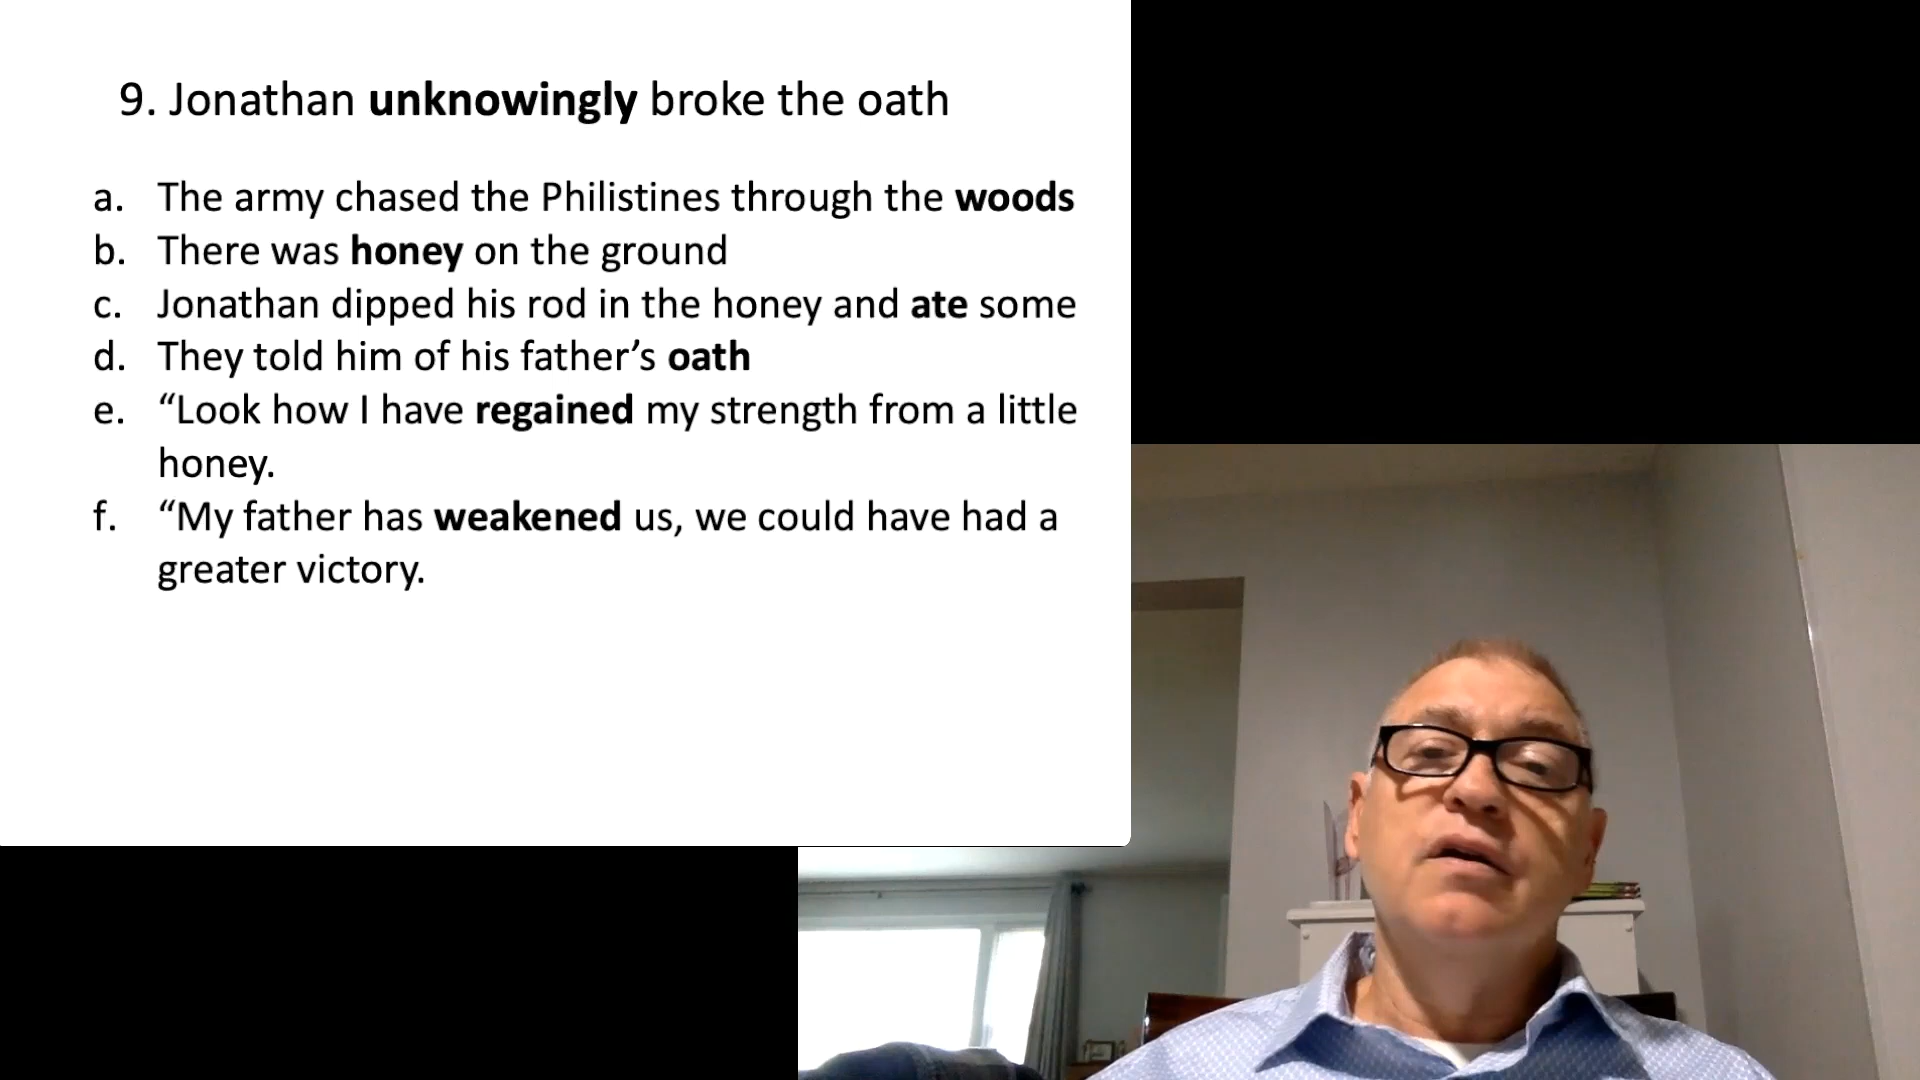 9. Jonathan unknowingly broke the oath
a. The army chased the Philistines through the woods
b. There was honey on the ground
c. Jonathan dipped his rod in the honey and ate some
d. They told him of his father’s oath
e. “Look how I have regained my strength from a little
honey.
f. “My father has weakened us, we could have had a
greater victory.